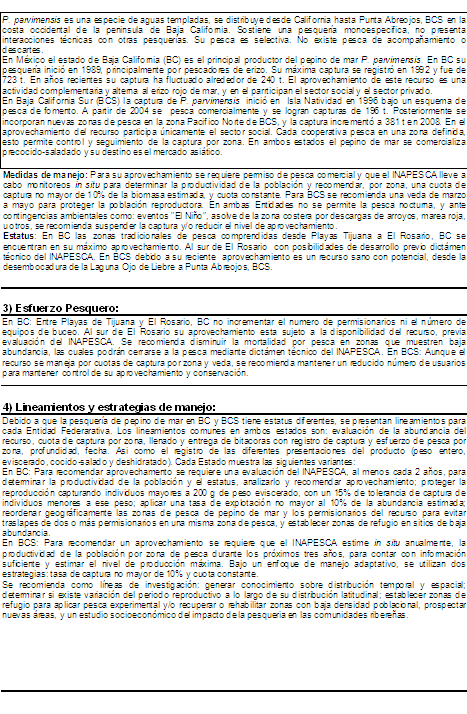 P. parvimensis es una especie de aguas templadas, se distribuye desde California hasta Punta Abreojos, BCS en la
costa occidental de la península de Baja California. Sostiene una pesquería monoespecífica, no presenta
interacciones técnicas con otras pesquerías. Su pesca es selectiva. No existe pesca de acompañamiento o
descartes.
En México el estado de Baja California (BC) es el principal productor del pepino de mar P. parvimensis. En BC su
pesquería inició en 1989, principalmente por pescadores de erizo. Su máxima captura se registró en 1992 y fue de
723 t. En años recientes su captura ha fluctuado alrededor de 240 t. El aprovechamiento de este recurso es una
actividad complementaria y alterna al erizo rojo de mar, y en el participan el sector social y el sector privado.
En Baja California Sur (BCS) la captura de P. parvimensis inició en Isla Natividad en 1996 bajo un esquema de
pesca de fomento. A partir de 2004 se pesca comercialmente y se logran capturas de 196 t. Posteriormente se
incorporan nuevas zonas de pesca en la zona Pacífico Norte de BCS, y la captura incrementó a 381 t en 2008. En el
aprovechamiento del recurso participa únicamente el sector social. Cada cooperativa pesca en una zona definida,
esto permite control y seguimiento de la captura por zona. En ambos estados el pepino de mar se comercializa
precocido-salado y su destino es el mercado asiático.
Medidas de manejo: Para su aprovechamiento se requiere permiso de pesca comercial y que el INAPESCA lleve a
cabo monitoreos in situ para determinar la productividad de la población y recomendar, por zona, una cuota de
captura no mayor de 10% de la biomasa estimada, y cuota constante. Para BCS se recomienda una veda de marzo
a mayo para proteger la población reproductora. En ambas Entidades no se permite la pesca nocturna, y ante
contingencias ambientales como: eventos "El Niño", asolve de la zona costera por descargas de arroyos, marea roja,
u otros, se recomienda suspender la captura y/o reducir el nivel de aprovechamiento.
Estatus: En BC las zonas tradicionales de pesca comprendidas desde Playas Tijuana a El Rosario, BC se
encuentran en su máximo aprovechamiento. Al sur de El Rosario con posibilidades de desarrollo previo dictámen
técnico del INAPESCA. En BCS debido a su reciente aprovechamiento es un recurso sano con potencial, desde la
desembocadura de la Laguna Ojo de Liebre a Punta Abreojos, BCS.
3) Esfuerzo Pesquero:
En BC: Entre Playas de Tijuana y El Rosario, BC no incrementar el numero de permisionarios ni el número de
equipos de buceo. Al sur de El Rosario su aprovechamiento esta sujeto a la disponibilidad del recurso, previa
evaluación del INAPESCA. Se recomienda disminuir la mortalidad por pesca en zonas que muestren baja
abundancia, las cuales podrán cerrarse a la pesca mediante dictámen técnico del INAPESCA. En BCS: Aunque el
recurso se maneja por cuotas de captura por zona y veda, se recomienda mantener un reducido número de usuarios
para mantener control de su aprovechamiento y conservación.
4) Lineamientos y estrategias de manejo:
Debido a que la pesquería de pepino de mar en BC y BCS tiene estatus diferentes, se presentan lineamientos para
cada Entidad Federarativa. Los lineamientos comunes en ambos estados son: evaluación de la abundancia del
recurso, cuota de captura por zona, llenado y entrega de bitacoras con registro de captura y esfuerzo de pesca por
zona, profundidad, fecha. Asi como el registro de las diferentes presentaciones del producto (peso entero,
eviscerado, cocido-salado y deshidratado). Cada Estado muestra las siguientes variantes:
En BC: Para recomendar aprovechamiento se requiere una evaluación del INAPESCA, al menos cada 2 años, para
determinar la productividad de la población y el estatus, analizarlo y recomendar aprovechamiento; proteger la
reproducción capturando individuos mayores a 200 g de peso eviscerado, con un 15% de tolerancia de captura de
individuos menores a ese peso; aplicar una tasa de explotación no mayor al 10% de la abundancia estimada;
reordenar geográficamente las zonas de pesca de pepino de mar y los permisionarios del recurso para evitar
traslapes de dos o más permisionarios en una misma zona de pesca, y establecer zonas de refugio en sitios de baja
abundancia.
En BCS: Para recomendar un aprovechamiento se requiere que el INAPESCA estime in situ anualmente, la
productividad de la población por zona de pesca durante los próximos tres años, para contar con información
suficiente y estimar el nivel de producción máxima. Bajo un enfoque de manejo adaptativo, se utilizan dos
estrategias: tasa de captura no mayor de 10% y cuota constante.
Se recomienda como líneas de investigación: generar conocimiento sobre distribución temporal y espacial;
determinar si existe variación del periodo reproductivo a lo largo de su distribución latitudinal; establecer zonas de
refugio para aplicar pesca experimental y/o recuperar o rehabilitar zonas con baja densidad poblacional, prospectar
nuevas áreas, y un estudio socioeconómico del impacto de la pesquería en las comunidades ribereñas.